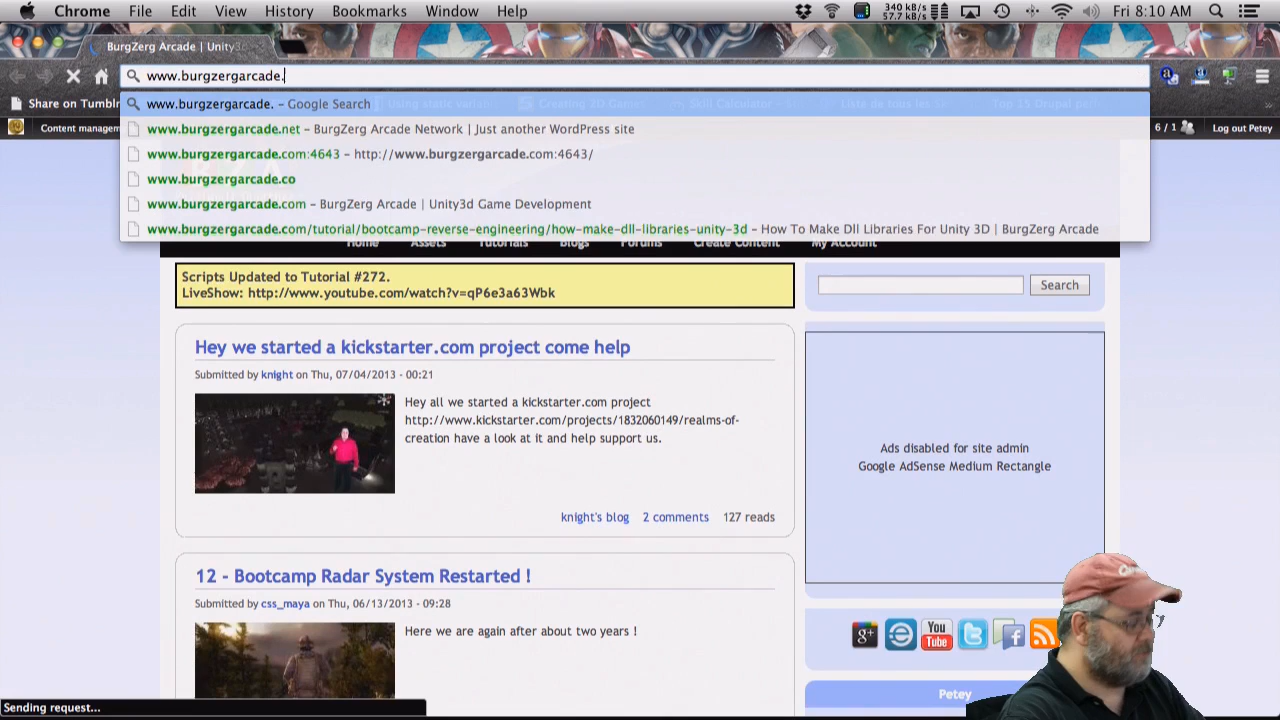 Chrome File Edit View History Bookmarks Window Help
340 kB/s
57.7 kB/s
Fri 8:10 AM
BurgZerg Arcade | Unity3
www.burgzergarcade.
Share on Tumblr
www.burgzergarcade. – Google Search
Content managem
www.burgzergarcade.net – BurgZerg Arcade Network | Just another WordPress site
6 / 1
Log out Petey
www.burgzergarcade.com:4643 – http://www.burgzergarcade.com:4643/
www.burgzergarcade.co
www.burgzergarcade.com – BurgZerg Arcade | Unity3d Game Development
www.burgzergarcade.com/tutorial/bootcamp-reverse-engineering/how-make-dll-libraries-unity-3d – How To Make Dll Libraries For Unity 3D | BurgZerg Arcade
Home Assets Tutorials Blogs Forums Create Content My Account
Scripts Updated to Tutorial #272.
LiveShow: http://www.youtube.com/watch?v=qP6e3a63Wbk
Search
Hey we started a kickstarter.com project come help
Submitted by knight on Thu, 07/04/2013 - 00:21
Hey all we started a kickstarter.com project
http://www.kickstarter.com/projects/1832060149/realms-of-
creation have a look at it and help support us.
Ads disabled for site admin
Google AdSense Medium Rectangle
knight's blog 2 comments 127 reads
12 - Bootcamp Radar System Restarted !
Submitted by css_maya on Thu, 06/13/2013 - 09:28
Here we are again after about two years !
You
Tube
Petey
Sending request...